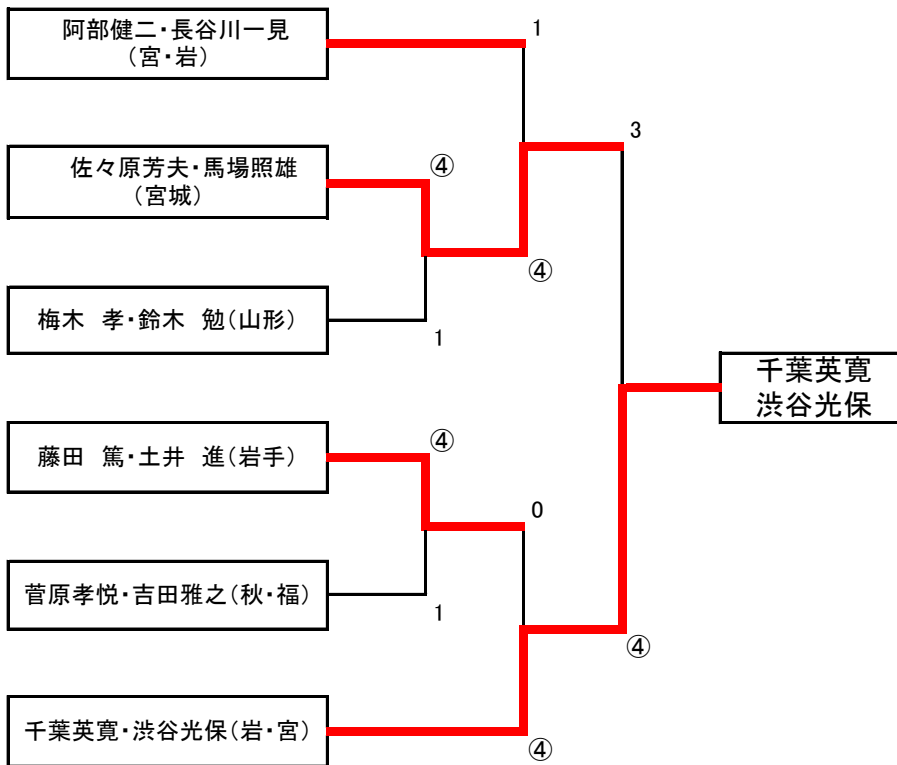 阿部健二・長谷川一見
(宮・岩)
1
3
佐々原芳夫・馬場照雄
(宮城)
④
④
梅木　孝・鈴木　勉(山形)
1
千葉英寛
渋谷光保
藤田　篤・土井　進(岩手)
④
0
菅原孝悦・吉田雅之(秋・福)
1
④
千葉英寛・渋谷光保(岩・宮)
④